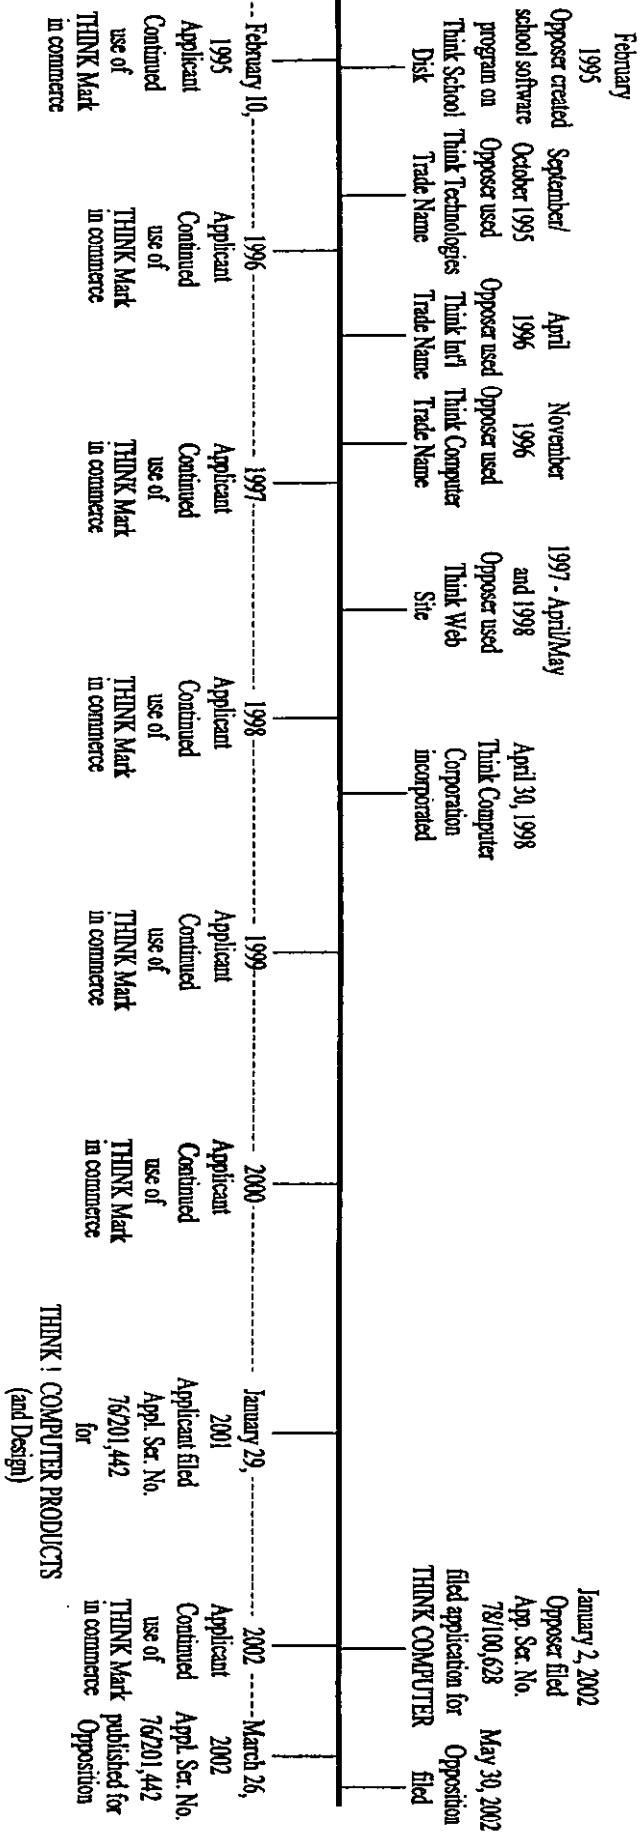 February
1995
Opposer created
school software
program on
Think School
Disk
September/
October 1995
Opposer used
Think Technologies
Trade Name
April
1996
Opposer used
Think Int'l
Trade Name
November
1996
Opposer used
Think Computer
Trade Name
1997 - April/May
and 1998
Opposer used
Think Web
Site
April 30, 1998
Think Computer
Corporation
incorporated
January 2, 2002
Opposer filed
App. Ser. No.
78/100,628
filed application for
THINK COMPUTER
May 30, 2002
Opposition
filed
-- February 10, ----------
1995
Applicant
Continued
use of
THINK Mark
in commerce
1996
Applicant
Continued
use of
THINK Mark
in commerce
1997
Applicant
Continued
use of
THINK Mark
in commerce
1998
Applicant
Continued
use of
THINK Mark
in commerce
1999
Applicant
Continued
use of
THINK Mark
in commerce
2000
Applicant
Continued
use of
THINK Mark
in commerce
January 29,
2001
Applicant filed
Appl. Ser. No.
76/201,442
for
THINK ! COMPUTER PRODUCTS
(and Design)
2002
Applicant
Continued
use of
THINK Mark
in commerce
March 26,
2002
Appl. Ser. No.
76/201,442
published for
Opposition